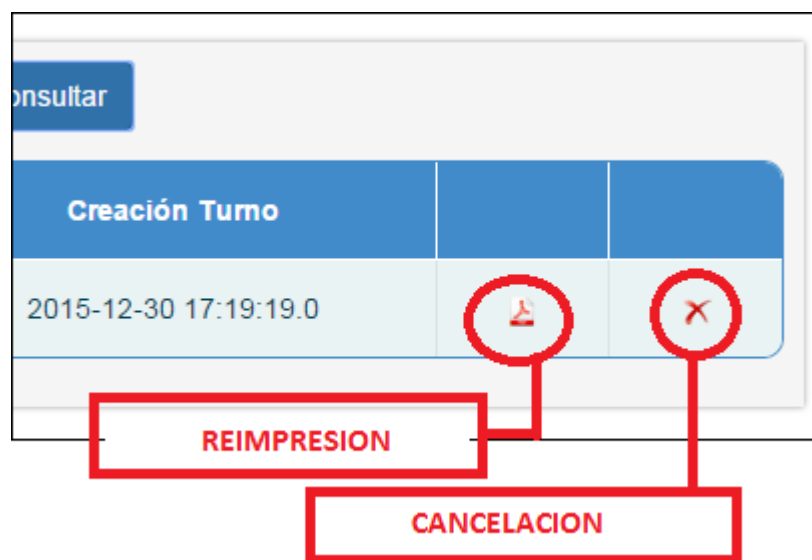 onsultar
Creación Turno
2015-12-30 17:19:19.0
REIMPRESION
CANCELACION